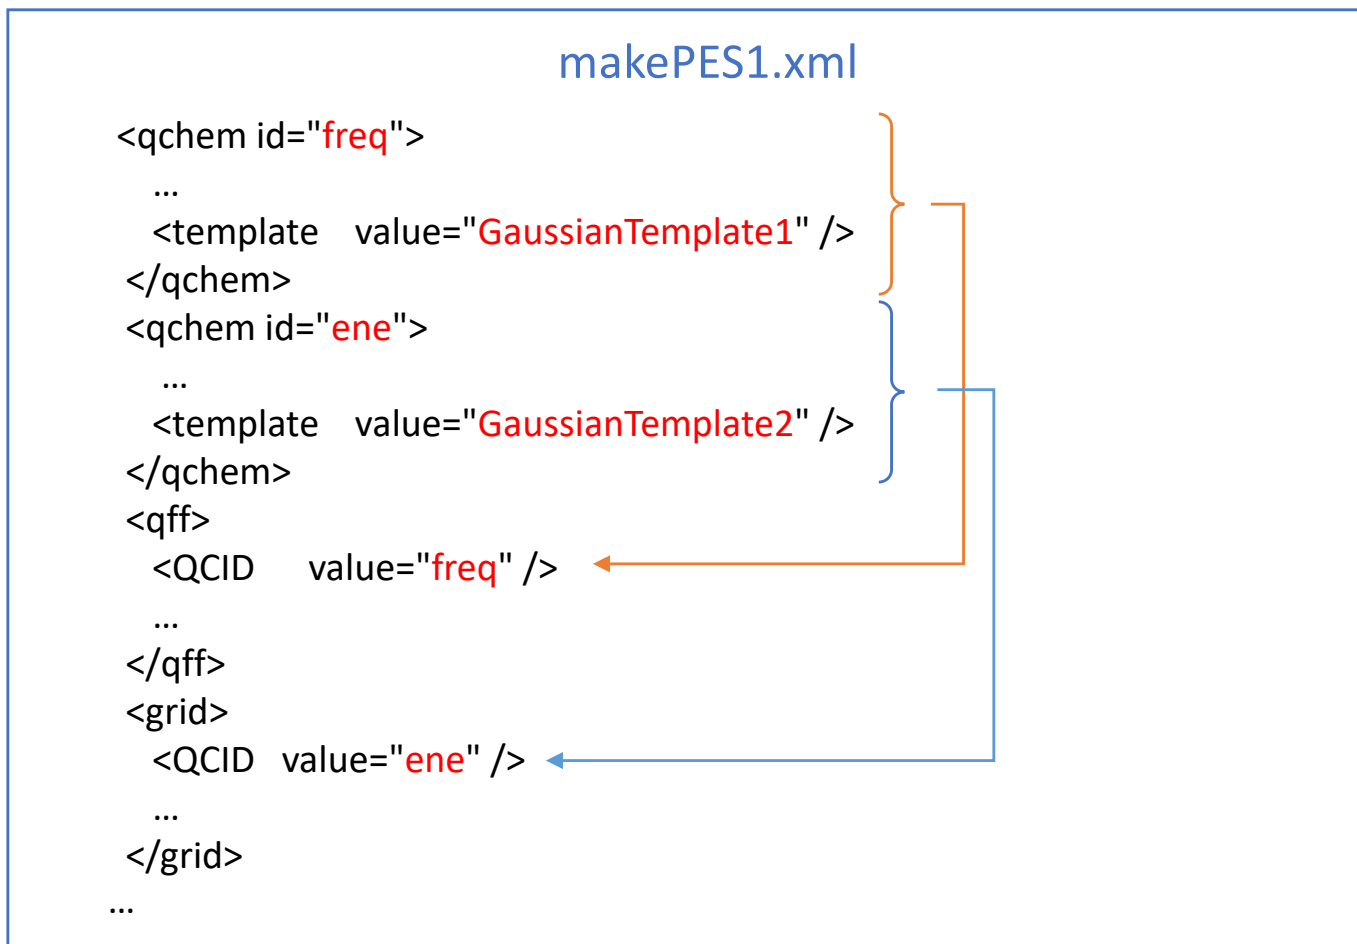 makePES1.xml
<qchem id="freq">
...
<template value="GaussianTemplate1" />
</qchem>
<qchem id="ene">
...
<template value="GaussianTemplate2" />
</qchem>
<qff>
<QCID value="freq" />
...
</qff>
<grid>
<QCID value="ene" />
...
</grid>
...